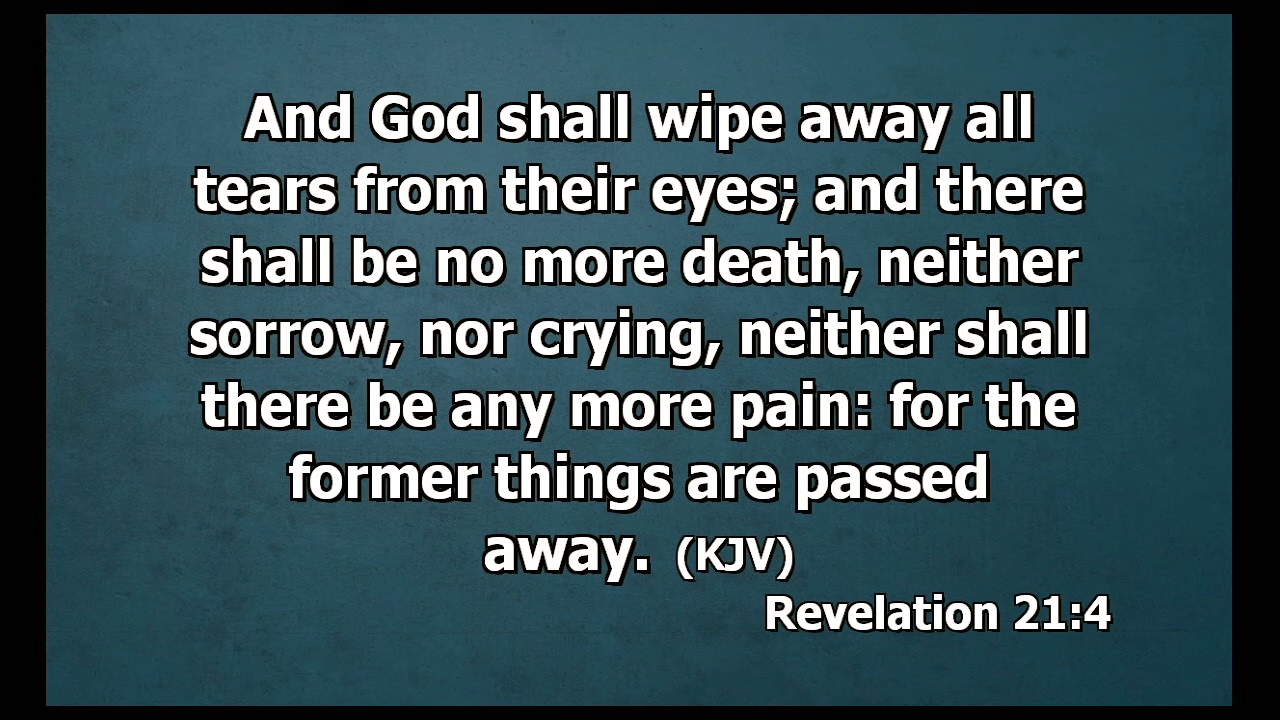 And God shall wipe away all
tears from their eyes; and there
shall be no more death, neither
sorrow, nor crying, neither shall
there be any more pain: for the
former things are passed
away. (KJV)
Revelation 21:4